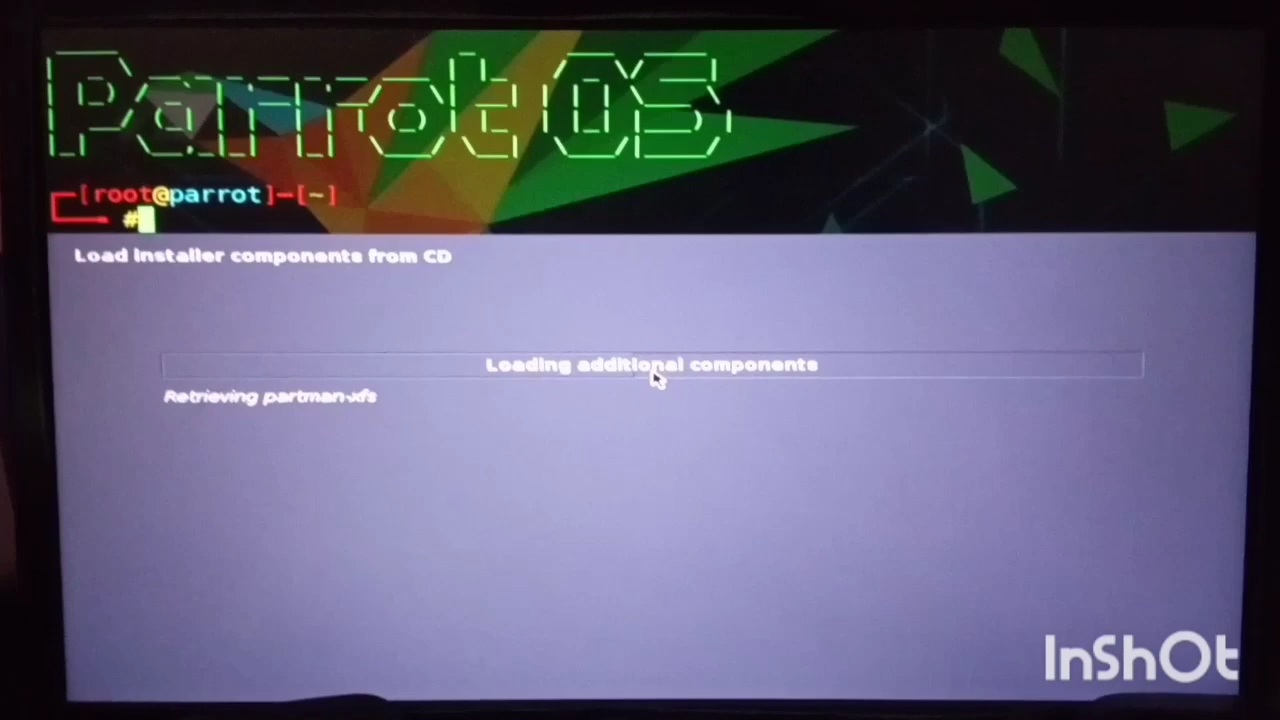 Parrot OS
[root@parrot]-[~]
#
Load installer components from CD
Loading additional components
Retrieving partman-xfs
InShOt